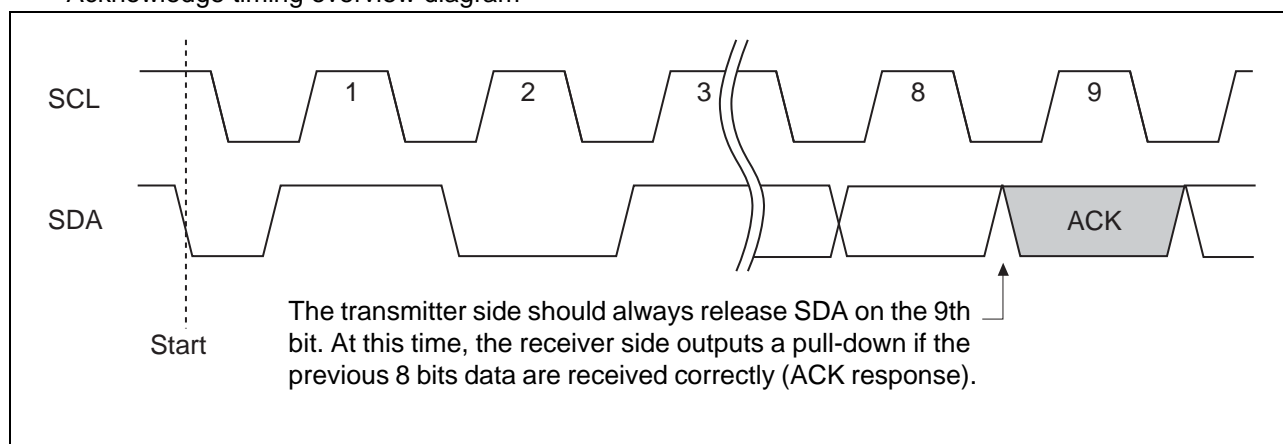 Acknowledge timing overview diagram
SCL
1 2 3 8 9
SDA
ACK
Start
The transmitter side should always release SDA on the 9th
bit. At this time, the receiver side outputs a pull-down if the
previous 8 bits data are received correctly (ACK response).